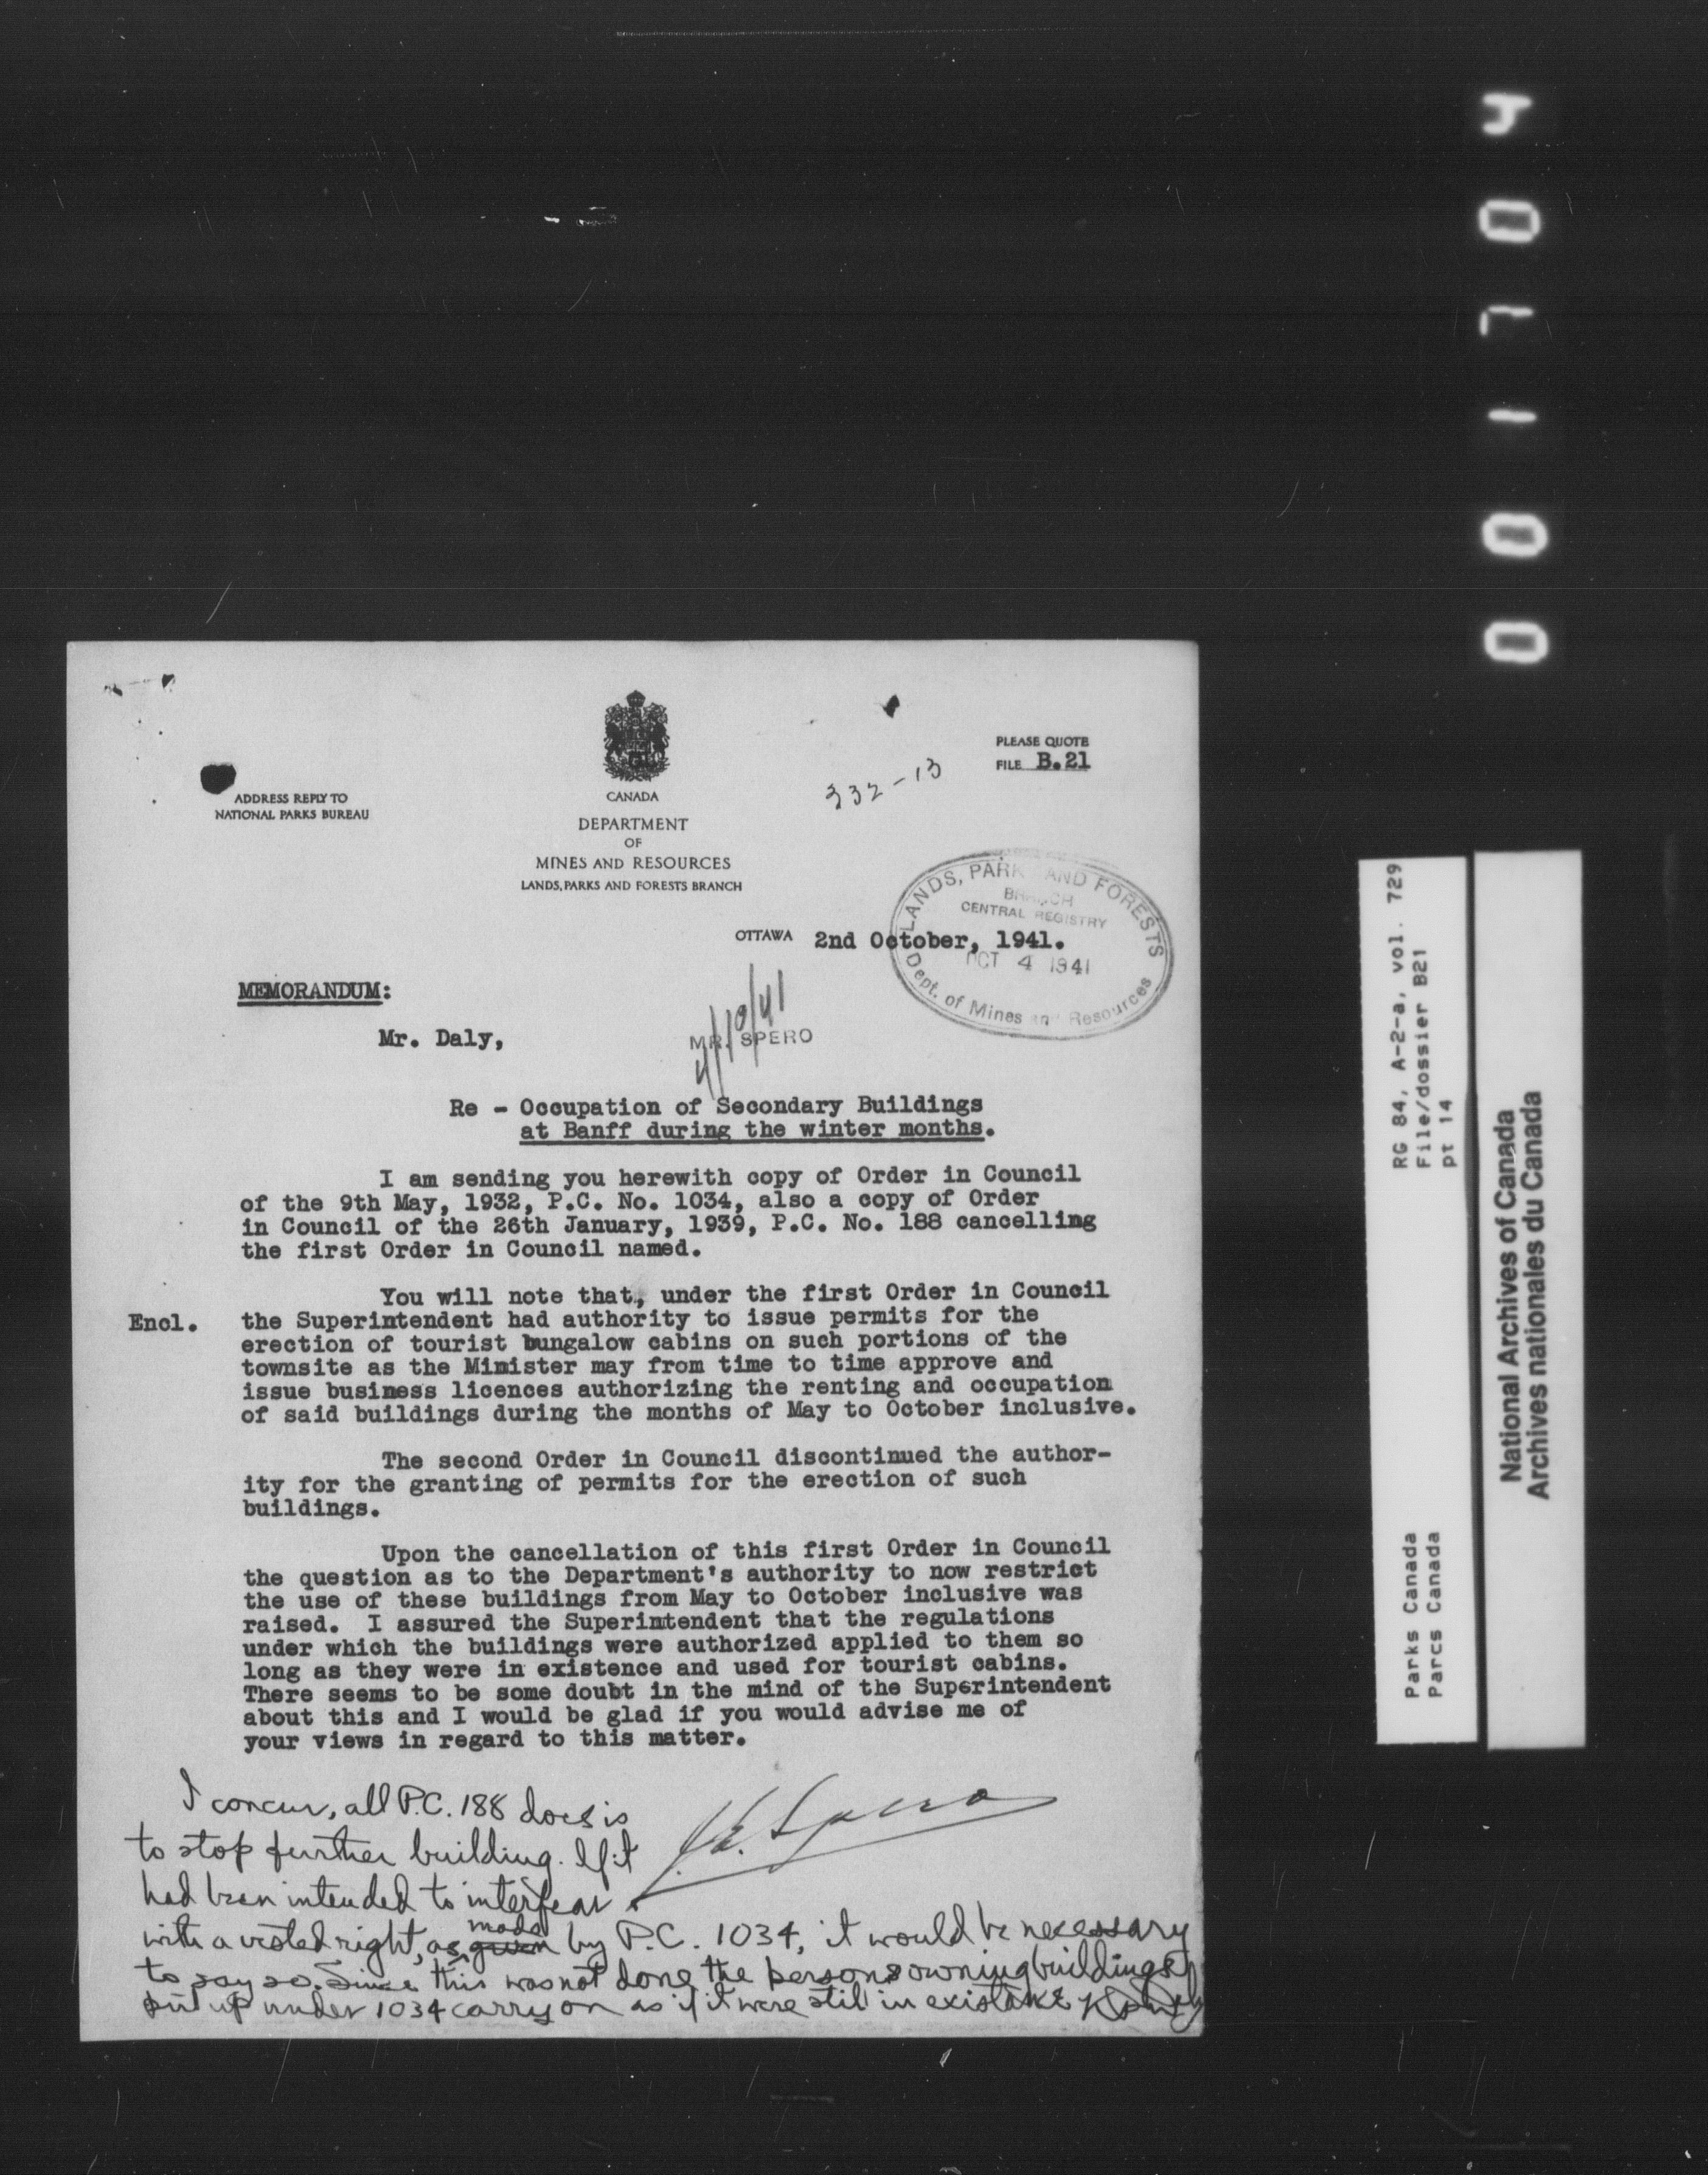 PLEASE QUOTE
FILE B.21
332-13
ADDRESS REPLY TO
NATIONAL PARKS BUREAU
CANADA
DEPARTMENT
OF
MINES AND RESOURCES
LANDS, PARKS AND FORESTS BRANCH
LANDS, PARK AND FORESTS
BRANCH
CENTRAL REGISTRY
OCT 4 1941
Dept. of Mines and Resources
OTTAWA 2nd October, 1941.
MEMORANDUM:
Mr. Daly,
MR. SPERO
4/10/41
Re - Occupation of Secondary Buildings
at Banff during the winter months.
I am sending you herewith copy of Order in Council
of the 9th May, 1932, P.C. No. 1034, also a copy of Order
in Council of the 26th January, 1939, P.C. No. 188 cancelling
the first Order in Council named.
You will note that, under the first Order in Council
Encl. the Superintendent had authority to issue permits for the
erection of tourist bungalow cabins on such portions of the
townsite as the Minister may from time to time approve and
issue business licences authorizing the renting and occupation
of said buildings during the months of May to October inclusive.
The second Order in Council discontinued the author-
ity for the granting of permits for the erection of such
buildings.
Upon the cancellation of this first Order in Council
the question as to the Department's authority to now restrict
the use of these buildings from May to October inclusive was
raised. I assured the Superintendent that the regulations
under which the buildings were authorized applied to them so
long as they were in existence and used for tourist cabins.
There seems to be some doubt in the mind of the Superintendent
about this and I would be glad if you would advise me of
your views in regard to this matter.
Spero
I concur, all P.C. 188 does is
to stop further building. If it
had been intended to interfear
with a vested right, as given made by P.C. 1034, it would be necessary
to say so. Since this was not done the persons owning buildings
put up under 1034 carry on as if it were still in existance
001704
RG 84, A-2-a, vol. 729
File/dossier B21
pt 14
Parks Canada
Parcs Canada
National Archives of Canada
Archives nationales du Canada